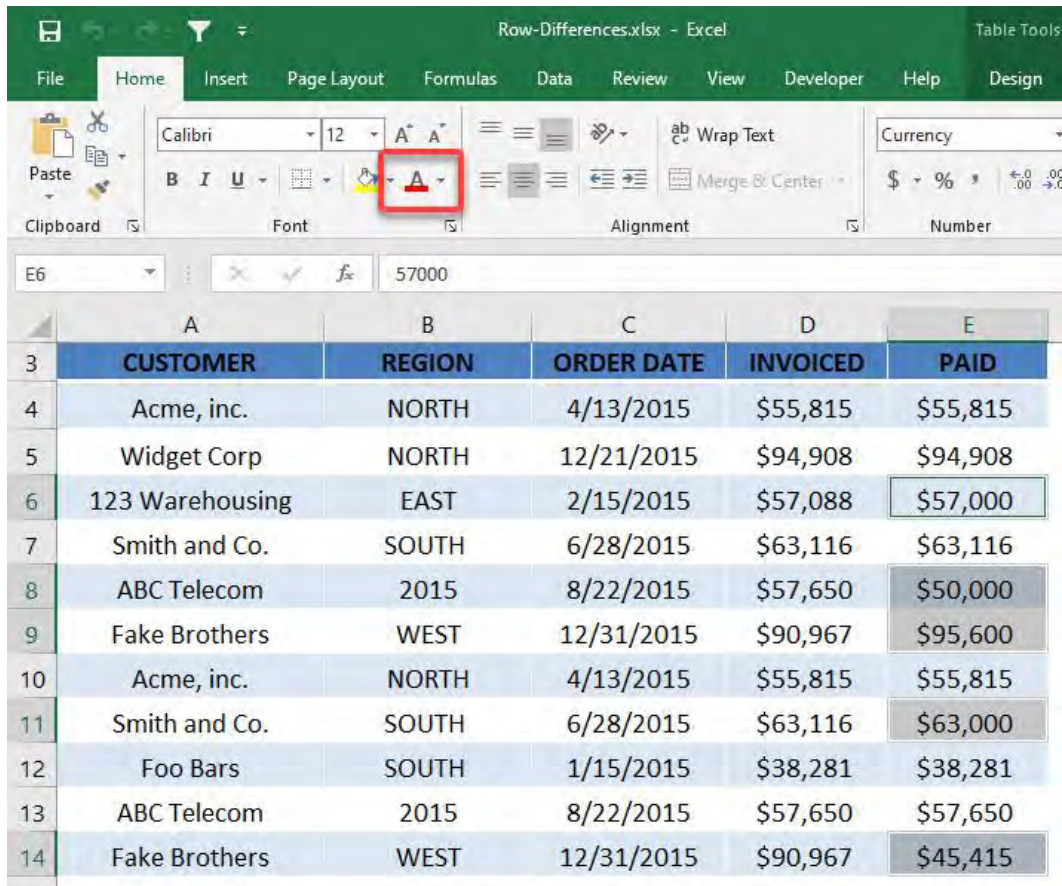 Row-Differences.xlsx - Excel Table Tools
File Home Insert Page Layout Formulas Data Review View Developer Help Design
Calibri 12 A A ab Wrap Text Currency
Paste B I U A Merge & Center $ % , .00
Clipboard Font Alignment Number
E6 fx 57000
A B C D E
3 CUSTOMER REGION ORDER DATE INVOICED PAID
4 Acme, inc. NORTH 4/13/2015 $55,815 $55,815
5 Widget Corp NORTH 12/21/2015 $94,908 $94,908
6 123 Warehousing EAST 2/15/2015 $57,088 $57,000
7 Smith and Co. SOUTH 6/28/2015 $63,116 $63,116
8 ABC Telecom 2015 8/22/2015 $57,650 $50,000
9 Fake Brothers WEST 12/31/2015 $90,967 $95,600
10 Acme, inc. NORTH 4/13/2015 $55,815 $55,815
11 Smith and Co. SOUTH 6/28/2015 $63,116 $63,000
12 Foo Bars SOUTH 1/15/2015 $38,281 $38,281
13 ABC Telecom 2015 8/22/2015 $57,650 $57,650
14 Fake Brothers WEST 12/31/2015 $90,967 $45,415